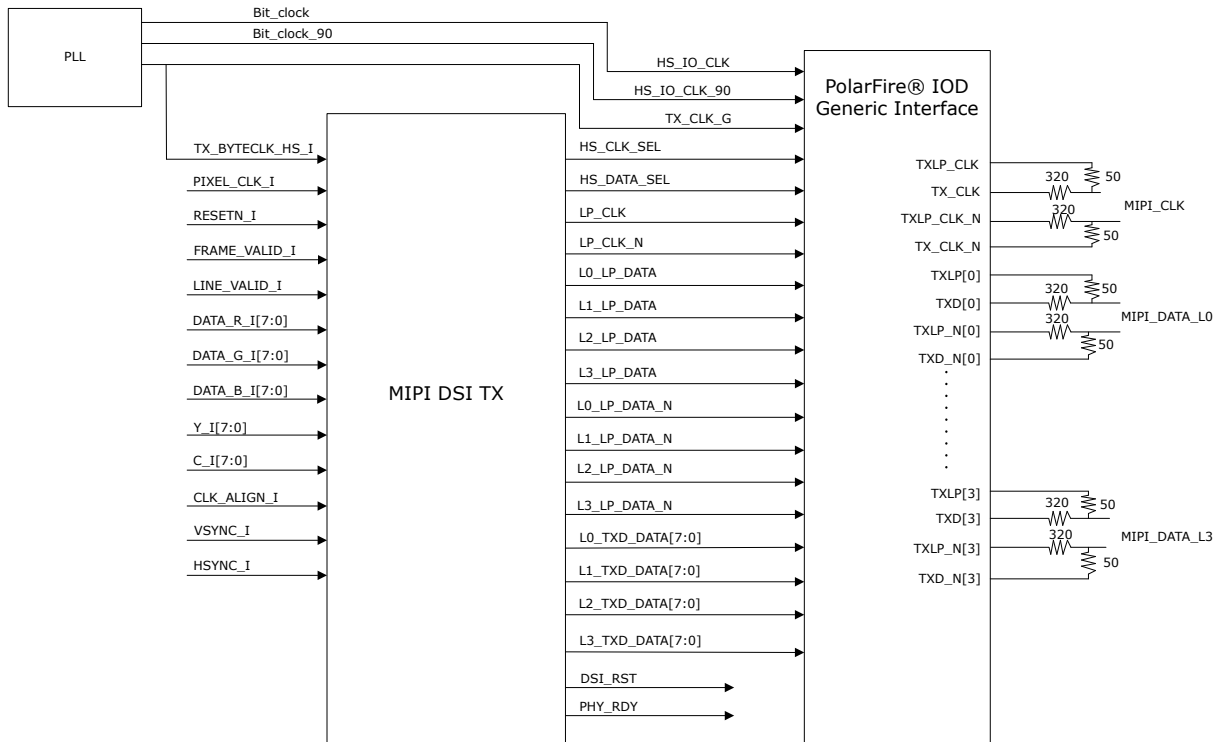 Bit_clock
Bit_clock_90
PLL
HS_IO_CLK
HS_IO_CLK_90
TX_CLK_G
PolarFire® IOD
Generic Interface
TX_BYTECLK_HS_I
PIXEL_CLK_I
RESETN_I
FRAME_VALID_I
LINE_VALID_I
DATA_R_I[7:0]
DATA_G_I[7:0]
DATA_B_I[7:0]
Y_I[7:0]
C_I[7:0]
CLK_ALIGN_I
VSYNC_I
HSYNC_I
MIPI DSI TX
HS_CLK_SEL
HS_DATA_SEL
LP_CLK
LP_CLK_N
L0_LP_DATA
L1_LP_DATA
L2_LP_DATA
L3_LP_DATA
L0_LP_DATA_N
L1_LP_DATA_N
L2_LP_DATA_N
L3_LP_DATA_N
L0_TXD_DATA[7:0]
L1_TXD_DATA[7:0]
L2_TXD_DATA[7:0]
L3_TXD_DATA[7:0]
DSI_RST
PHY_RDY
TXLP_CLK
TX_CLK
TXLP_CLK_N
TX_CLK_N
320
50
320
50
MIPI_CLK
TXLP[0]
TXD[0]
TXLP_N[0]
TXD_N[0]
320
50
320
50
MIPI_DATA_L0
TXLP[3]
TXD[3]
TXLP_N[3]
TXD_N[3]
320
50
320
50
MIPI_DATA_L3